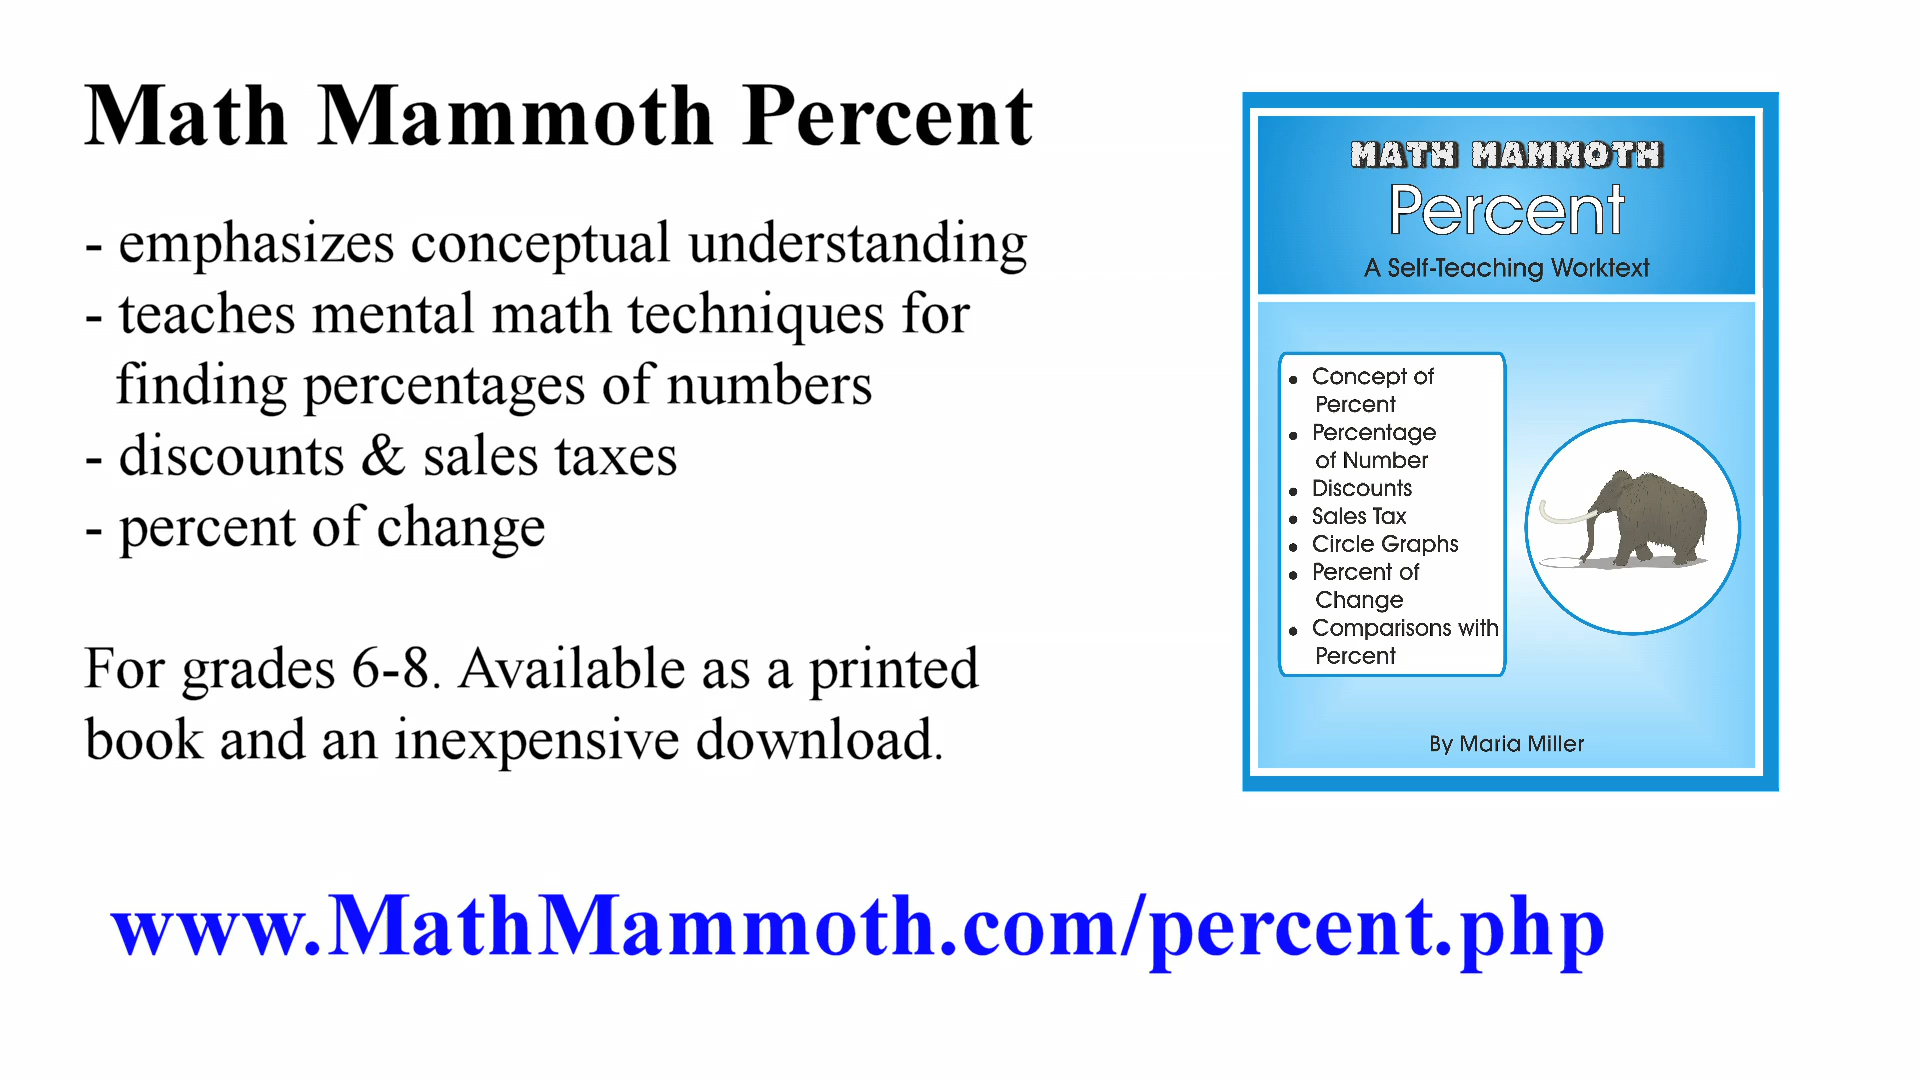 Math Mammoth Percent
- emphasizes conceptual understanding
- teaches mental math techniques for
finding percentages of numbers
- discounts & sales taxes
- percent of change
For grades 6-8. Available as a printed
book and an inexpensive download.
MATH MAMMOTH
Percent
A Self-Teaching Worktext
• Concept of
Percent
• Percentage
of Number
• Discounts
• Sales Tax
• Circle Graphs
• Percent of
Change
• Comparisons with
Percent
By Maria Miller
www.MathMammoth.com/percent.php